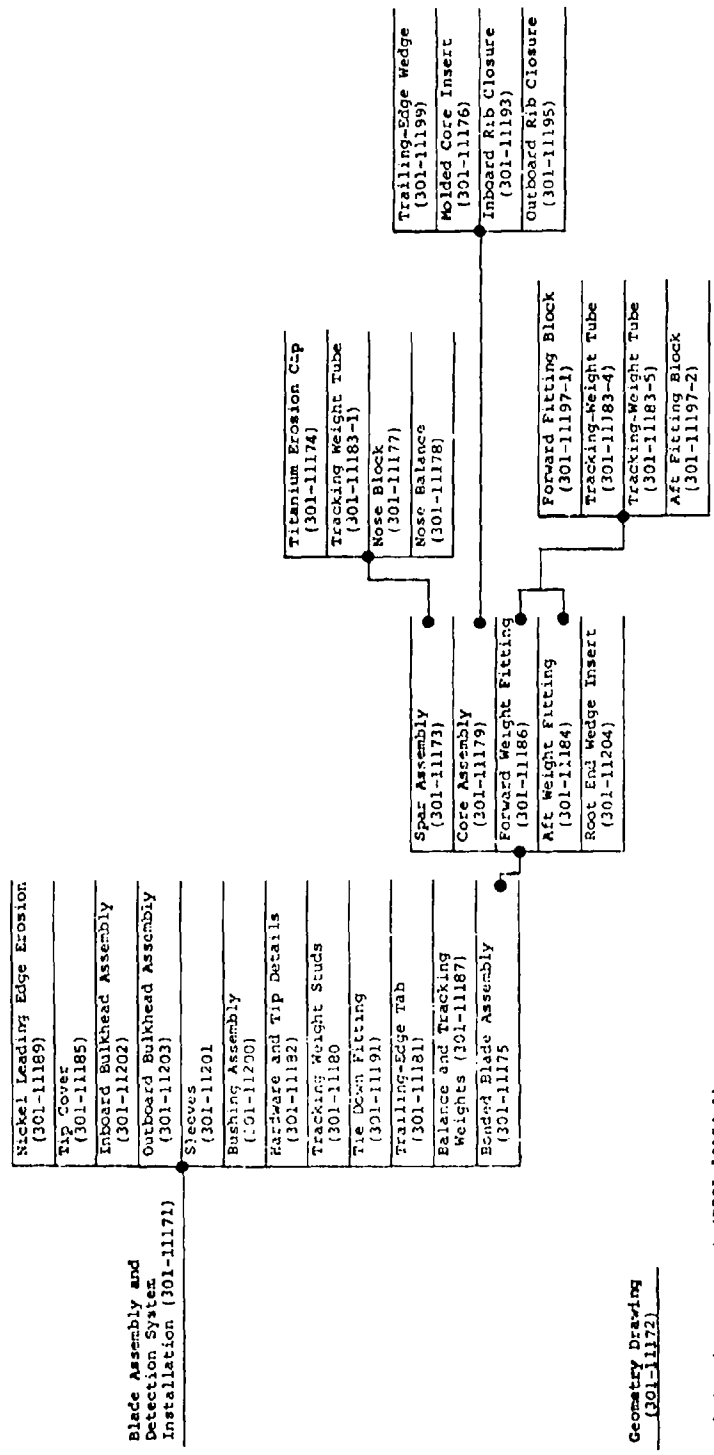 Blade Assembly and
Detection System
Installation (301-11171)
Geometry Drawing
(301-11172)
Nickel Leading Edge Erosion
(301-11189)
Tip Cover
(301-11185)
Inboard Bulkhead Assembly
(301-11202)
Outboard Bulkhead Assembly
(301-11203)
Sleeves
(301-11201
Bushing Assembly
(301-11200)
Hardware and Tip Details
(301-11182)
Tracking Weight Studs
(301-11180
Tie Down Fitting
(301-11191)
Trailing-Edge Tab
(301-11181)
Balance and Tracking
Weights (301-11187)
Bonded Blade Assembly
(301-11175
Spar Assembly
(301-11173)
Core Assembly
(301-11179)
Forward Weight Fitting
(301-11186)
Aft Weight Fitting
(301-11184)
Root End Wedge Insert
(301-11204)
Titanium Erosion Cap
(301-11174)
Tracking Weight Tube
(301-11183-1)
Nose Block
(301-11177)
Nose Balance
(301-11178)
Forward Fitting Block
(301-11197-1)
Tracking-Weight Tube
(301-11183-4)
Tracking-Weight Tube
(301-11183-5)
Aft Fitting Block
(301-11197-2)
Trailing-Edge Wedge
(301-11199)
Molded Core Insert
(301-11176)
Inboard Rib Closure
(301-11193)
Outboard Rib Closure
(301-11195)